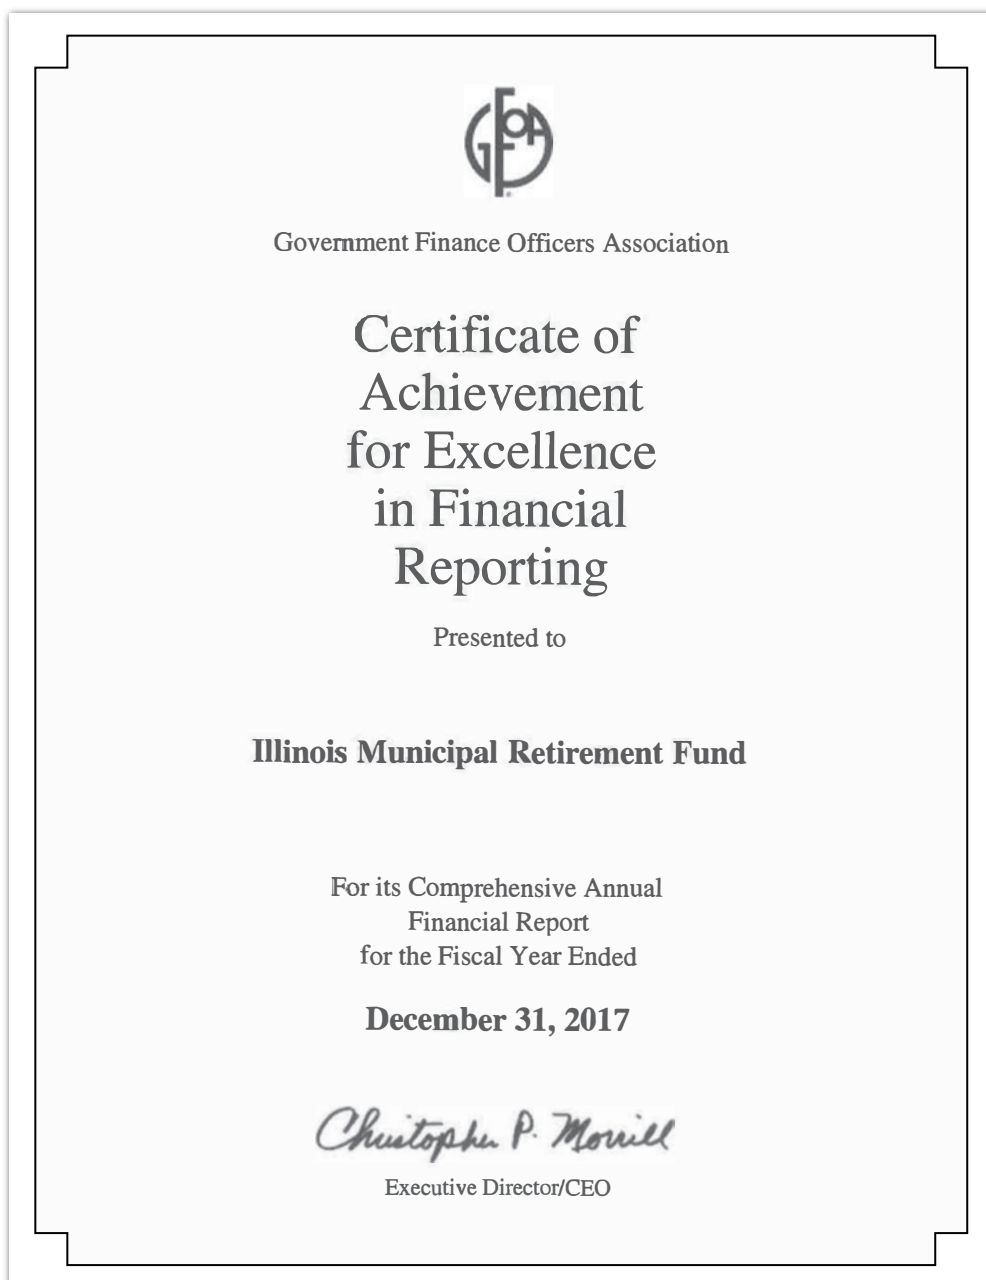 GFOA
Government Finance Officers Association
Certificate of
Achievement
for Excellence
in Financial
Reporting
Presented to
Illinois Municipal Retirement Fund
For its Comprehensive Annual
Financial Report
for the Fiscal Year Ended
December 31, 2017
Christopher P. Morrill
Executive Director/CEO